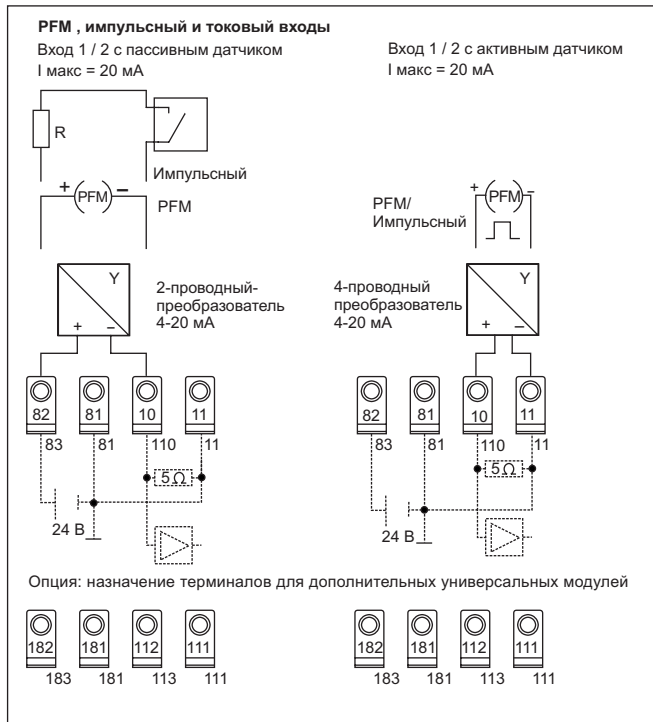 PFM , импульсный и токовый входы
Вход 1 / 2 с пассивным датчиком
I макс = 20 мА
Вход 1 / 2 с активным датчиком
I макс = 20 мА
R
Импульсный
+ PFM −
PFM
+ PFM -
PFM/
Импульсный
Y
+ −
2-проводный-
преобразователь
4-20 мА
4-проводный
преобразователь
4-20 мА
Y
+ −
82 81 10 11
83 81 110 11
5Ω
24 В
82 81 10 11
83 81 110 11
5Ω
24 В
Опция: назначение терминалов для дополнительных универсальных модулей
182 181 112 111
183 181 113 111
182 181 112 111
183 181 113 111